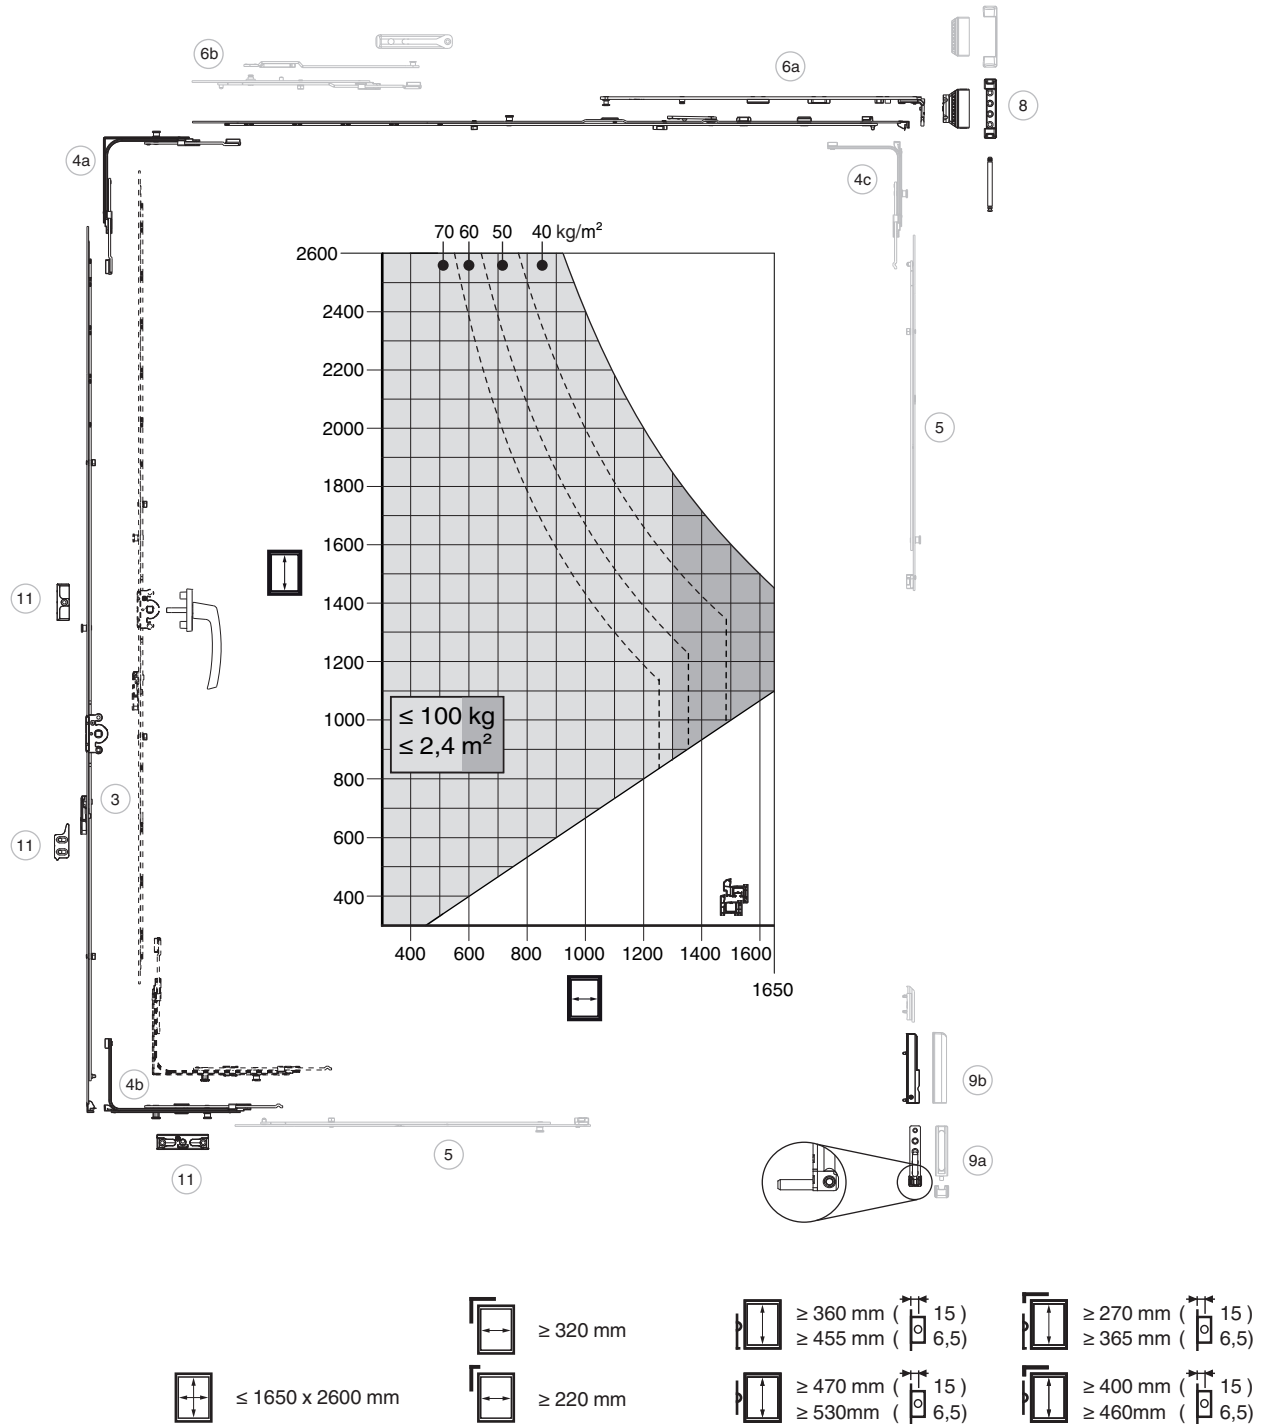 6b
6a
8
4a
4c
70 60 50 40 kg/m²
2600
2400
2200
2000
1800
1600
1400
1200
1000
800
600
400
5
11
≤ 100 kg
≤ 2,4 m²
3
11
400 600 800 1000 1200 1400 1600
1650
4b
9b
5
9a
11
≥ 320 mm
≥ 360 mm ( 15 )
≥ 455 mm ( 6,5)
≥ 270 mm ( 15 )
≥ 365 mm ( 6,5)
≤ 1650 x 2600 mm
≥ 220 mm
≥ 470 mm ( 15 )
≥ 530mm ( 6,5)
≥ 400 mm ( 15 )
≥ 460mm ( 6,5)